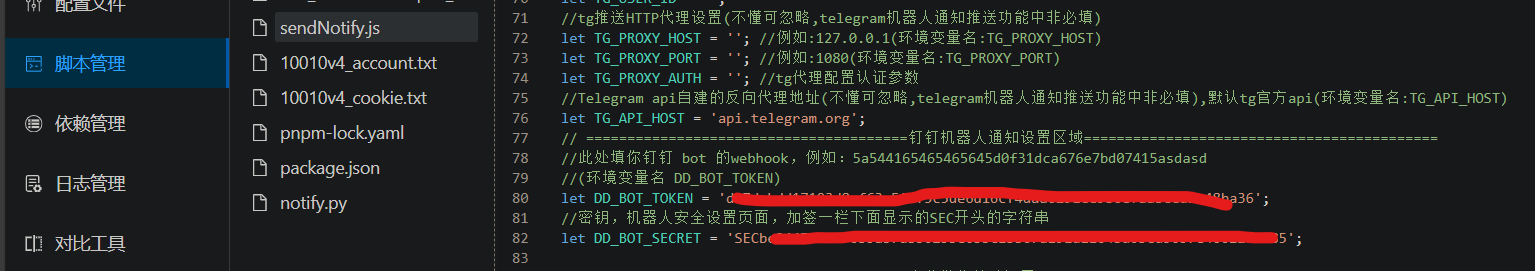 配置文件
脚本管理
依赖管理
日志管理
对比工具
sendNotify.js
10010v4_account.txt
10010v4_cookie.txt
pnpm-lock.yaml
package.json
notify.py
70
71 //tg推送HTTP代理设置(不懂可忽略,telegram机器人通知推送功能中非必填)
72 let TG_PROXY_HOST = ''; //例如:127.0.0.1(环境变量名:TG_PROXY_HOST)
73 let TG_PROXY_PORT = ''; //例如:1080(环境变量名:TG_PROXY_PORT)
74 let TG_PROXY_AUTH = ''; //tg代理配置认证参数
75 //Telegram api自建的反向代理地址(不懂可忽略,telegram机器人通知推送功能中非必填),默认tg官方api(环境变量名:TG_API_HOST)
76 let TG_API_HOST = 'api.telegram.org';
77 // =====================================钉钉机器人通知设置区域========================================
78 //此处填你钉钉 bot 的webhook，例如：5a544165465465645d0f31dca676e7bd07415asdasd
79 //(环境变量名 DD_BOT_TOKEN)
80 let DD_BOT_TOKEN = '
81 //密钥，机器人安全设置页面，加签一栏下面显示的SEC开头的字符串
82 let DD_BOT_SECRET = 'SEC
83